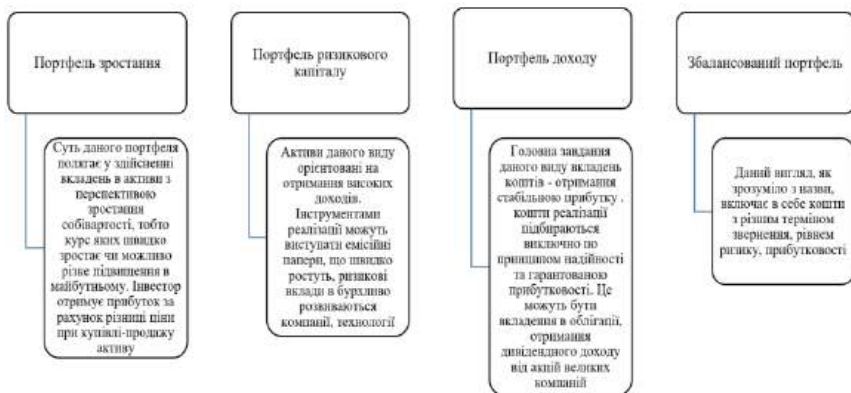 Портфель зростання
Портфель ризикового
капіталу
Портфель доходу
Збалансований портфель
Суть даного портфеля
полягає у здійсненні
вкладень в активи з
перспективою
зростання
собівартості, тобто
курс яких швидко
зростає чи можливо
різке підвищення в
майбутньому. Інвестор
отримує прибуток за
рахунок різниці ціни
при купівлі-продажу
активу
Активи даного виду
орієнтовані на
отримання високих
доходів.
Інструментами
реалізації можуть
виступати емісійні
папери, що швидко
ростуть, ризикові
вклади в бурхливо
розвиваються
компанії, технології
Головна завдання
даного виду вкладень
коштів - отримання
стабільною прибутку .
кошти реалізації
підбираються
виключно по
принципом надійності
та гарантованою
прибутковості. Це
можуть бути
вкладення в облігації,
отримання
дивідендного доходу
від акцій великих
компаній
Даний вигляд, як
зрозуміло з назви,
включає в себе кошти
з різним терміном
звернення, рівнем
ризику, прибутковості